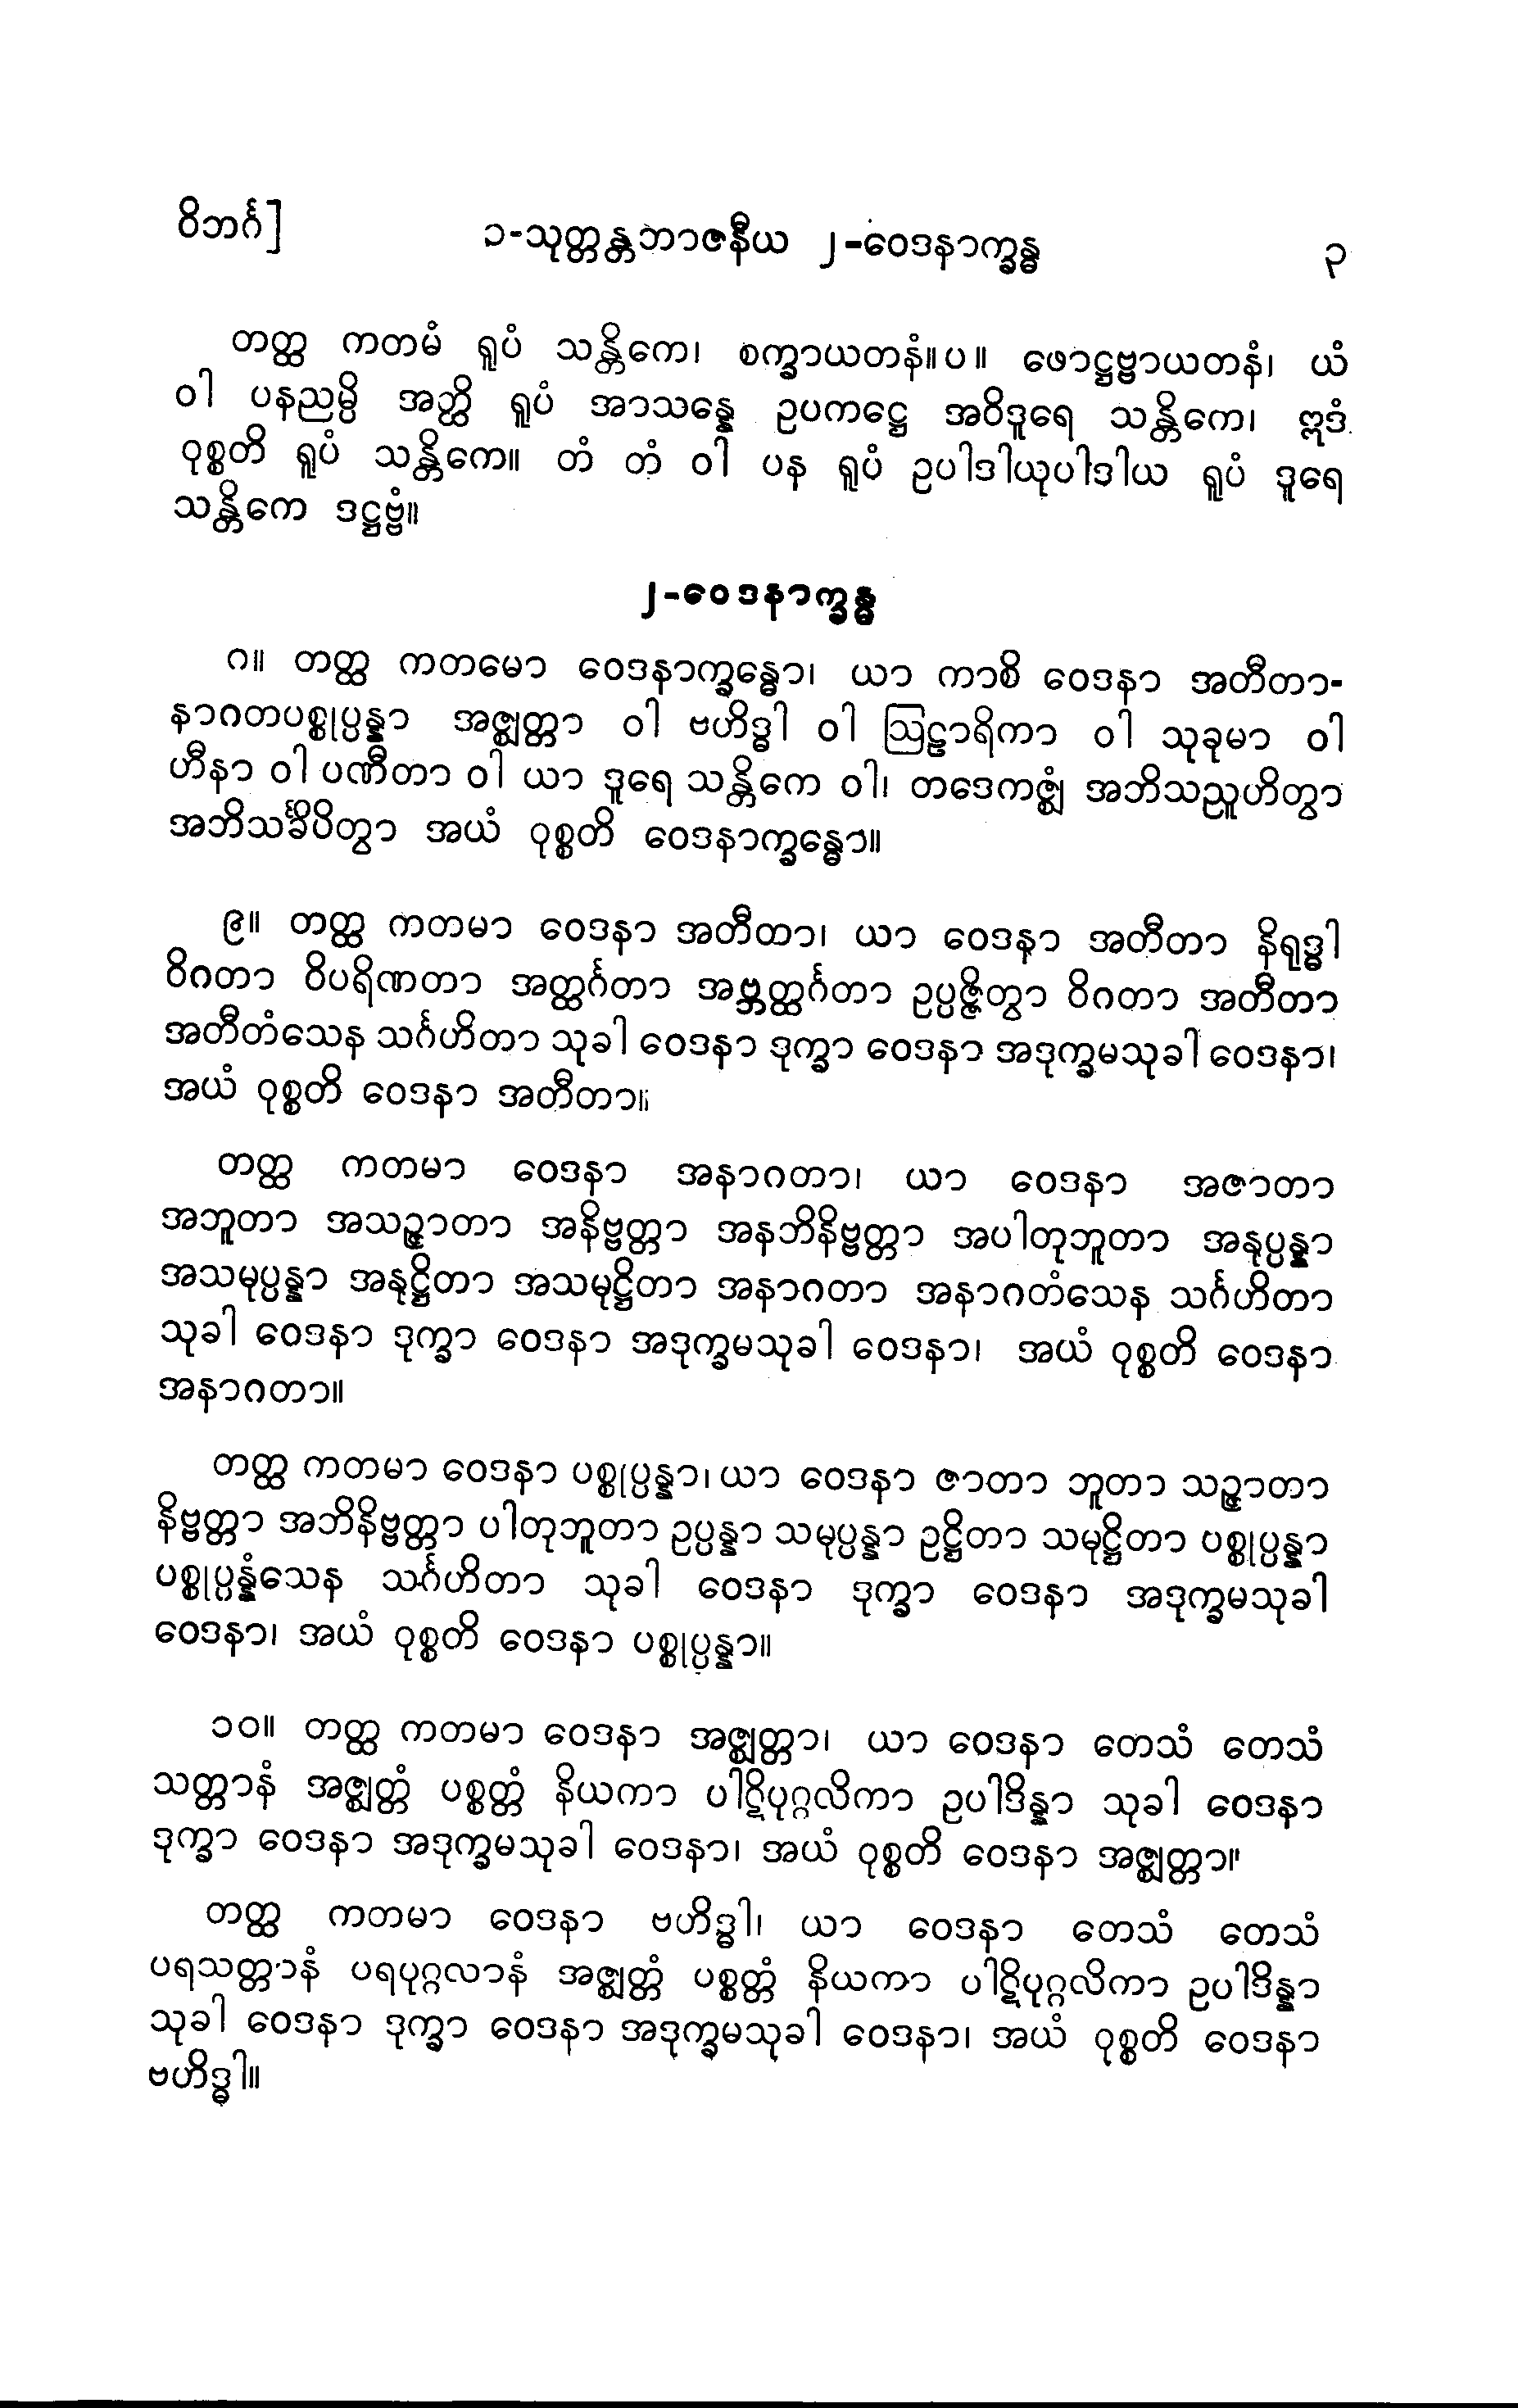 ဝိဘင်္ဂ]
၁-သုတ္တန္တဘာဇနီယ ၂-ဝေဒနာက္ခန္ဓ
၃
တတ္ထ ကတမံ ရူပံ သန္တိကေ၊ စက္ခာယတနံ။ပ။ ဖောဋ္ဌဗ္ဗာယတနံ၊ ယံ
ဝါ ပနညမ္ပိ အတ္ထိ ရူပံ အာသန္နေ ဥပကဋ္ဌေ အဝိဒူရေ သန္တိကေ၊ ဣဒံ
ဝုစ္စတိ ရူပံ သန္တိကေ။ တံ တံ ဝါ ပန ရူပံ ဥပါဒါယုပါဒါယ ရူပံ ဒူရေ
သန္တိကေ ဒဋ္ဌဗ္ဗံ။
၂-ဝေဒနာက္ခန္ဓ
ဂ။ တတ္ထ ကတမော ဝေဒနာက္ခန္ဓော၊ ယာ ကာစိ ဝေဒနာ အတီတာ-
နာဂတပစ္စုပ္ပန္နာ အဇ္ဈတ္တာ ဝါ ဗဟိဒ္ဓါ ဝါ ဩဠာရိကာ ဝါ သုခုမာ ဝါ
ဟီနာ ဝါ ပဏီတာ ဝါ ယာ ဒူရေ သန္တိကေ ဝါ၊ တဒေကဇ္ဈံ အဘိသညူဟိတွာ
အဘိသင်္ခိပိတွာ အယံ ဝုစ္စတိ ဝေဒနာက္ခန္ဓော။
၉။ တတ္ထ ကတမာ ဝေဒနာ အတီတာ၊ ယာ ဝေဒနာ အတီတာ နိရုဒ္ဓါ
ဝိဂတာ ဝိပရိဏတာ အတ္ထင်္ဂတာ အဗ္ဘတ္ထင်္ဂတာ ဥပ္ပဇ္ဇိတွာ ဝိဂတာ အတီတာ
အတီတံသေန သင်္ဂဟိတာ သုခါ ဝေဒနာ ဒုက္ခာ ဝေဒနာ အဒုက္ခမသုခါ ဝေဒနာ၊
အယံ ဝုစ္စတိ ဝေဒနာ အတီတာ။
တတ္ထ ကတမာ ဝေဒနာ အနာဂတာ၊ ယာ ဝေဒနာ အဇာတာ
အဘူတာ အသဉ္ဇာတာ အနိဗ္ဗတ္တာ အနဘိနိဗ္ဗတ္တာ အပါတုဘူတာ အနုပ္ပန္နာ
အသမုပ္ပန္နာ အနုဋ္ဌိတာ အသမုဋ္ဌိတာ အနာဂတာ အနာဂတံသေန သင်္ဂဟိတာ
သုခါ ဝေဒနာ ဒုက္ခာ ဝေဒနာ အဒုက္ခမသုခါ ဝေဒနာ၊ အယံ ဝုစ္စတိ ဝေဒနာ
အနာဂတာ။
တတ္ထ ကတမာ ဝေဒနာ ပစ္စုပ္ပန္နာ၊ ယာ ဝေဒနာ ဇာတာ ဘူတာ သဉ္ဇာတာ
နိဗ္ဗတ္တာ အဘိနိဗ္ဗတ္တာ ပါတုဘူတာ ဥပ္ပန္နာ သမုပ္ပန္နာ ဥဋ္ဌိတာ သမုဋ္ဌိတာ ပစ္စုပ္ပန္နာ
ပစ္စုပ္ပန္နံသေန သင်္ဂဟိတာ သုခါ ဝေဒနာ ဒုက္ခာ ဝေဒနာ အဒုက္ခမသုခါ
ဝေဒနာ၊ အယံ ဝုစ္စတိ ဝေဒနာ ပစ္စုပ္ပန္နာ။
၁၀။ တတ္ထ ကတမာ ဝေဒနာ အဇ္ဈတ္တာ၊ ယာ ဝေဒနာ တေသံ တေသံ
သတ္တာနံ အဇ္ဈတ္တံ ပစ္စတ္တံ နိယကာ ပါဋိပုဂ္ဂလိကာ ဥပါဒိန္နာ သုခါ ဝေဒနာ
ဒုက္ခာ ဝေဒနာ အဒုက္ခမသုခါ ဝေဒနာ၊ အယံ ဝုစ္စတိ ဝေဒနာ အဇ္ဈတ္တာ။
တတ္ထ ကတမာ ဝေဒနာ ဗဟိဒ္ဓါ၊ ယာ ဝေဒနာ တေသံ တေသံ
ပရသတ္တာနံ ပရပုဂ္ဂလာနံ အဇ္ဈတ္တံ ပစ္စတ္တံ နိယကာ ပါဋိပုဂ္ဂလိကာ ဥပါဒိန္နာ
သုခါ ဝေဒနာ ဒုက္ခာ ဝေဒနာ အဒုက္ခမသုခါ ဝေဒနာ၊ အယံ ဝုစ္စတိ ဝေဒနာ
ဗဟိဒ္ဓါ။